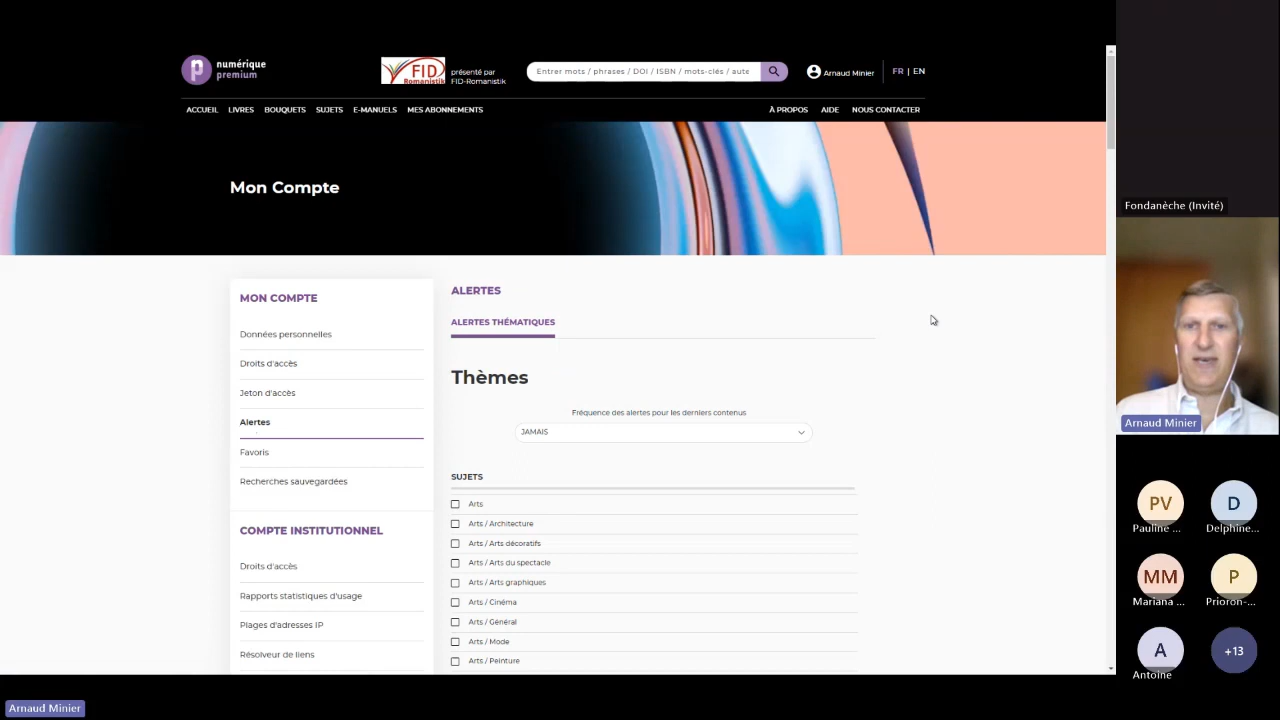 numérique
premium
FID
Romanistik
présenté par
FID-Romanistik
Entrer mots / phrases / DOI / ISBN / mots-clés / aute
Arnaud Minier
FR | EN
ACCUEIL LIVRES BOUQUETS SUJETS E-MANUELS MES ABONNEMENTS À PROPOS AIDE NOUS CONTACTER
Mon Compte
MON COMPTE
Données personnelles
Droits d'accès
Jeton d'accès
Alertes
Favoris
Recherches sauvegardées
COMPTE INSTITUTIONNEL
Droits d'accès
Rapports statistiques d'usage
Plages d'adresses IP
Résolveur de liens
ALERTES
ALERTES THÉMATIQUES
Thèmes
Fréquence des alertes pour les derniers contenus
JAMAIS
SUJETS
Arts
Arts / Architecture
Arts / Arts décoratifs
Arts / Arts du spectacle
Arts / Arts graphiques
Arts / Cinéma
Arts / Général
Arts / Mode
Arts / Peinture
Fondanèche (Invité)
Arnaud Minier
PV
Pauline ...
D
Delphine...
MM
Mariana ...
P
Prioron-...
A
Antoine
+13
Arnaud Minier